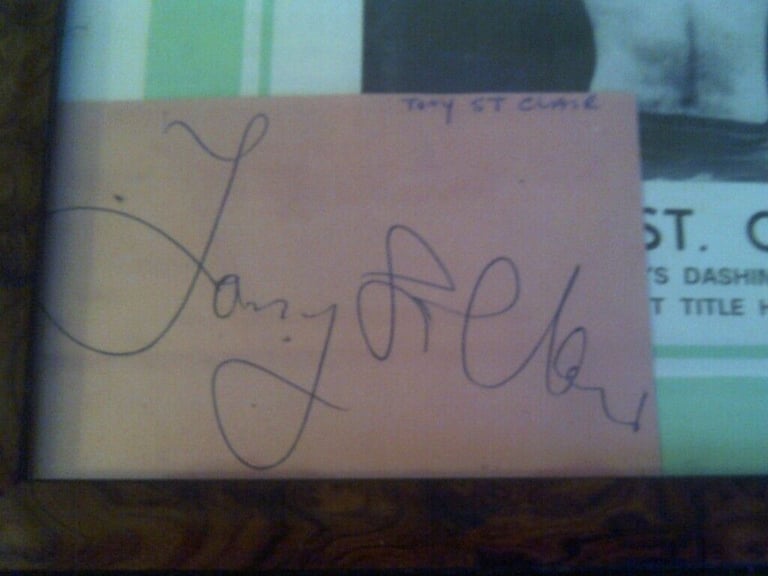 TONY ST CLAIR
Tony St Clair
ST. C
'S DASHIN
T TITLE H